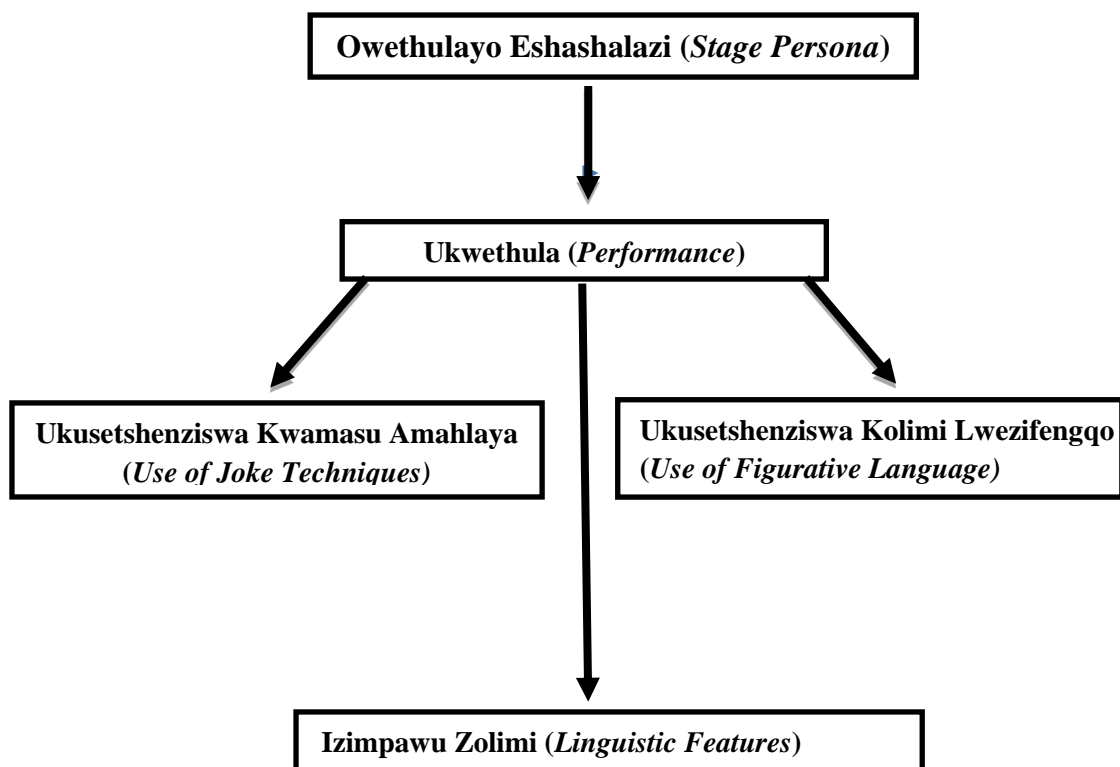 Owethulayo Eshashalazi (Stage Persona)
Ukwethula (Performance)
Ukusetshenziswa Kwamasu Amahlaya
(Use of Joke Techniques)
Ukusetshenziswa Kolimi Lwezifengqo
(Use of Figurative Language)
Izimpawu Zolimi (Linguistic Features)